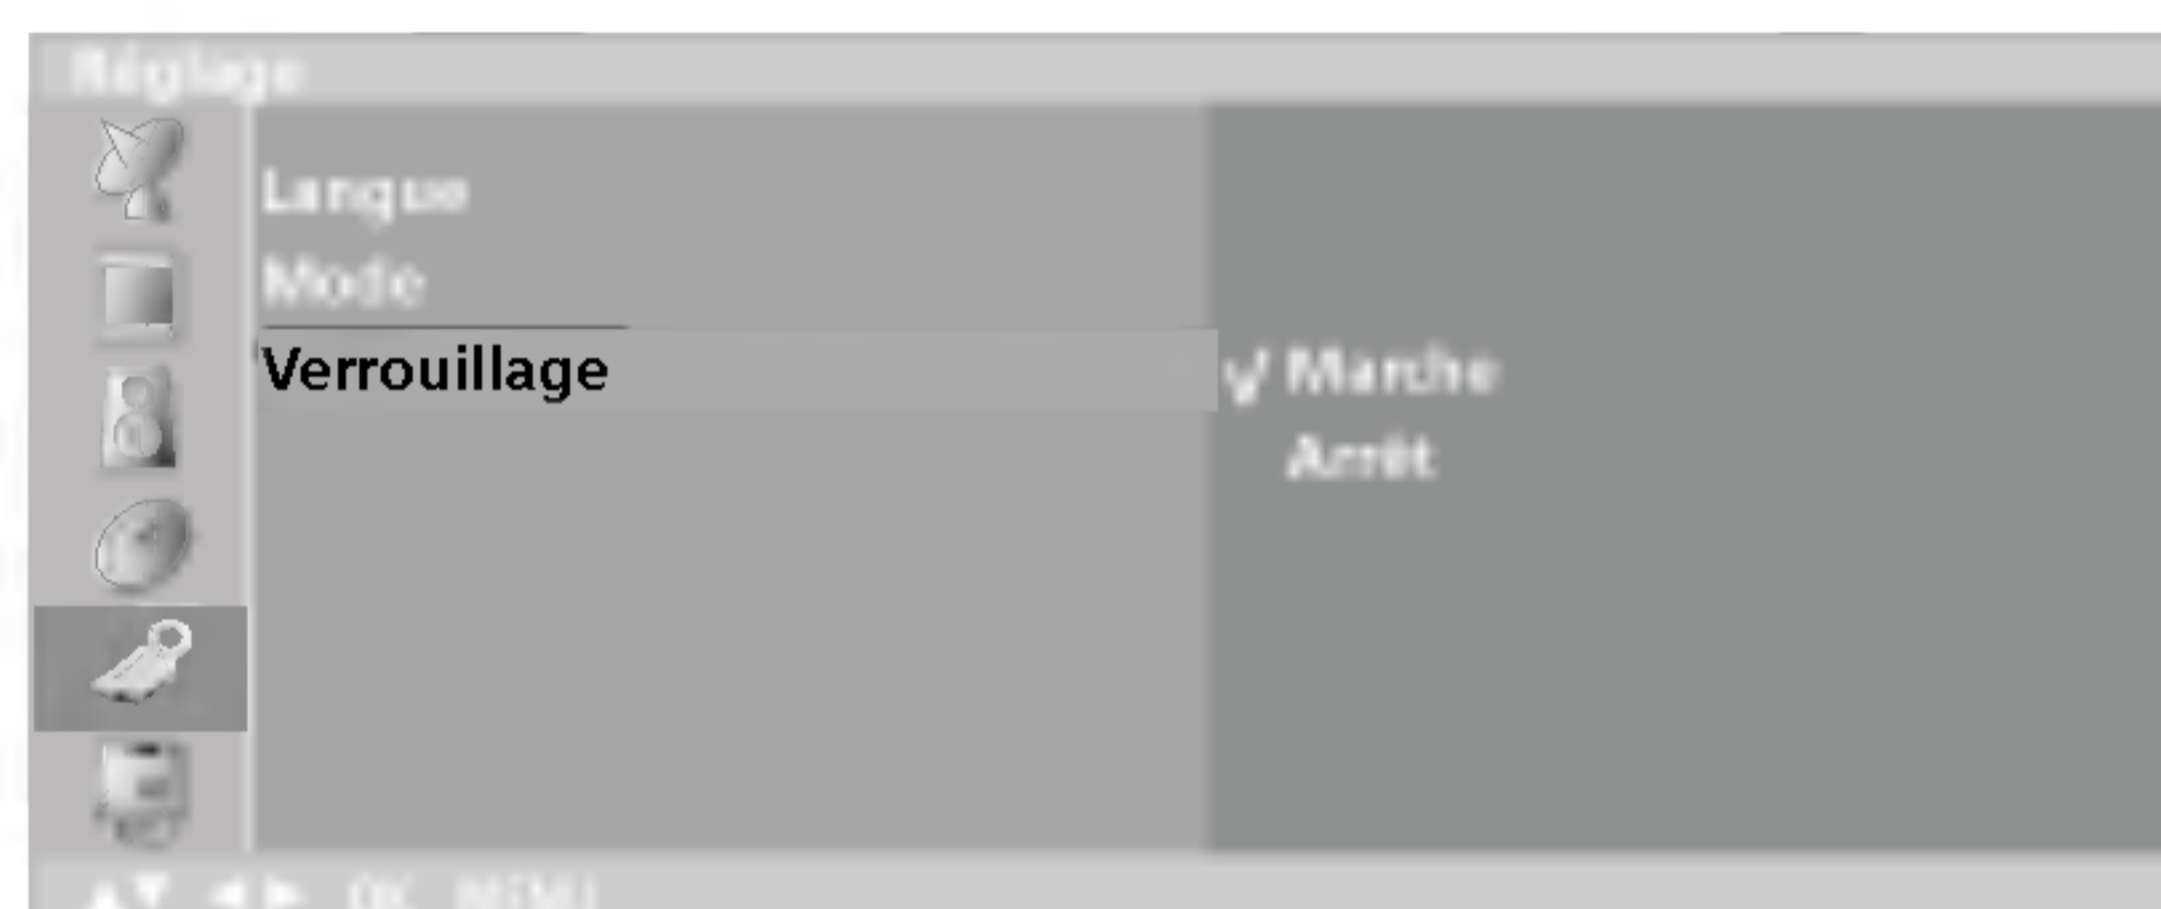 Réglage
Langue
Mode
Verrouillage
Marche
Arrêt
OK MENU